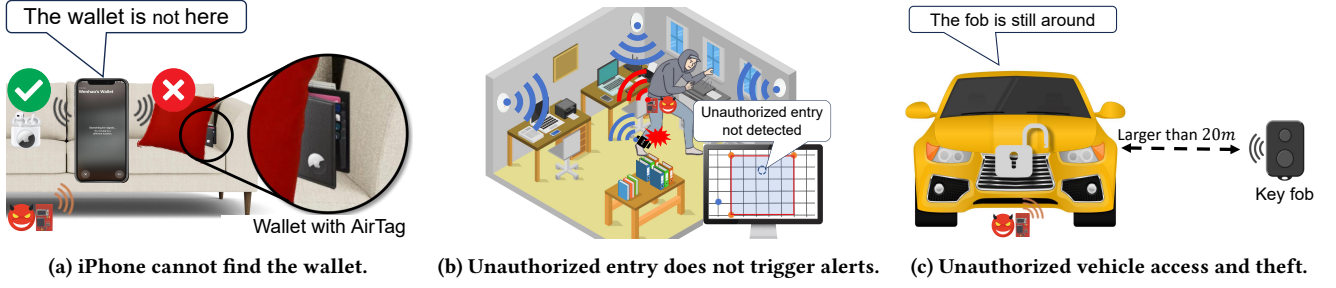 The wallet is not here
Wenhao's Wallet
Wallet with AirTag
(a) iPhone cannot find the wallet.
Unauthorized entry
not detected
(b) Unauthorized entry does not trigger alerts.
The fob is still around
Larger than 20m
Key fob
(c) Unauthorized vehicle access and theft.